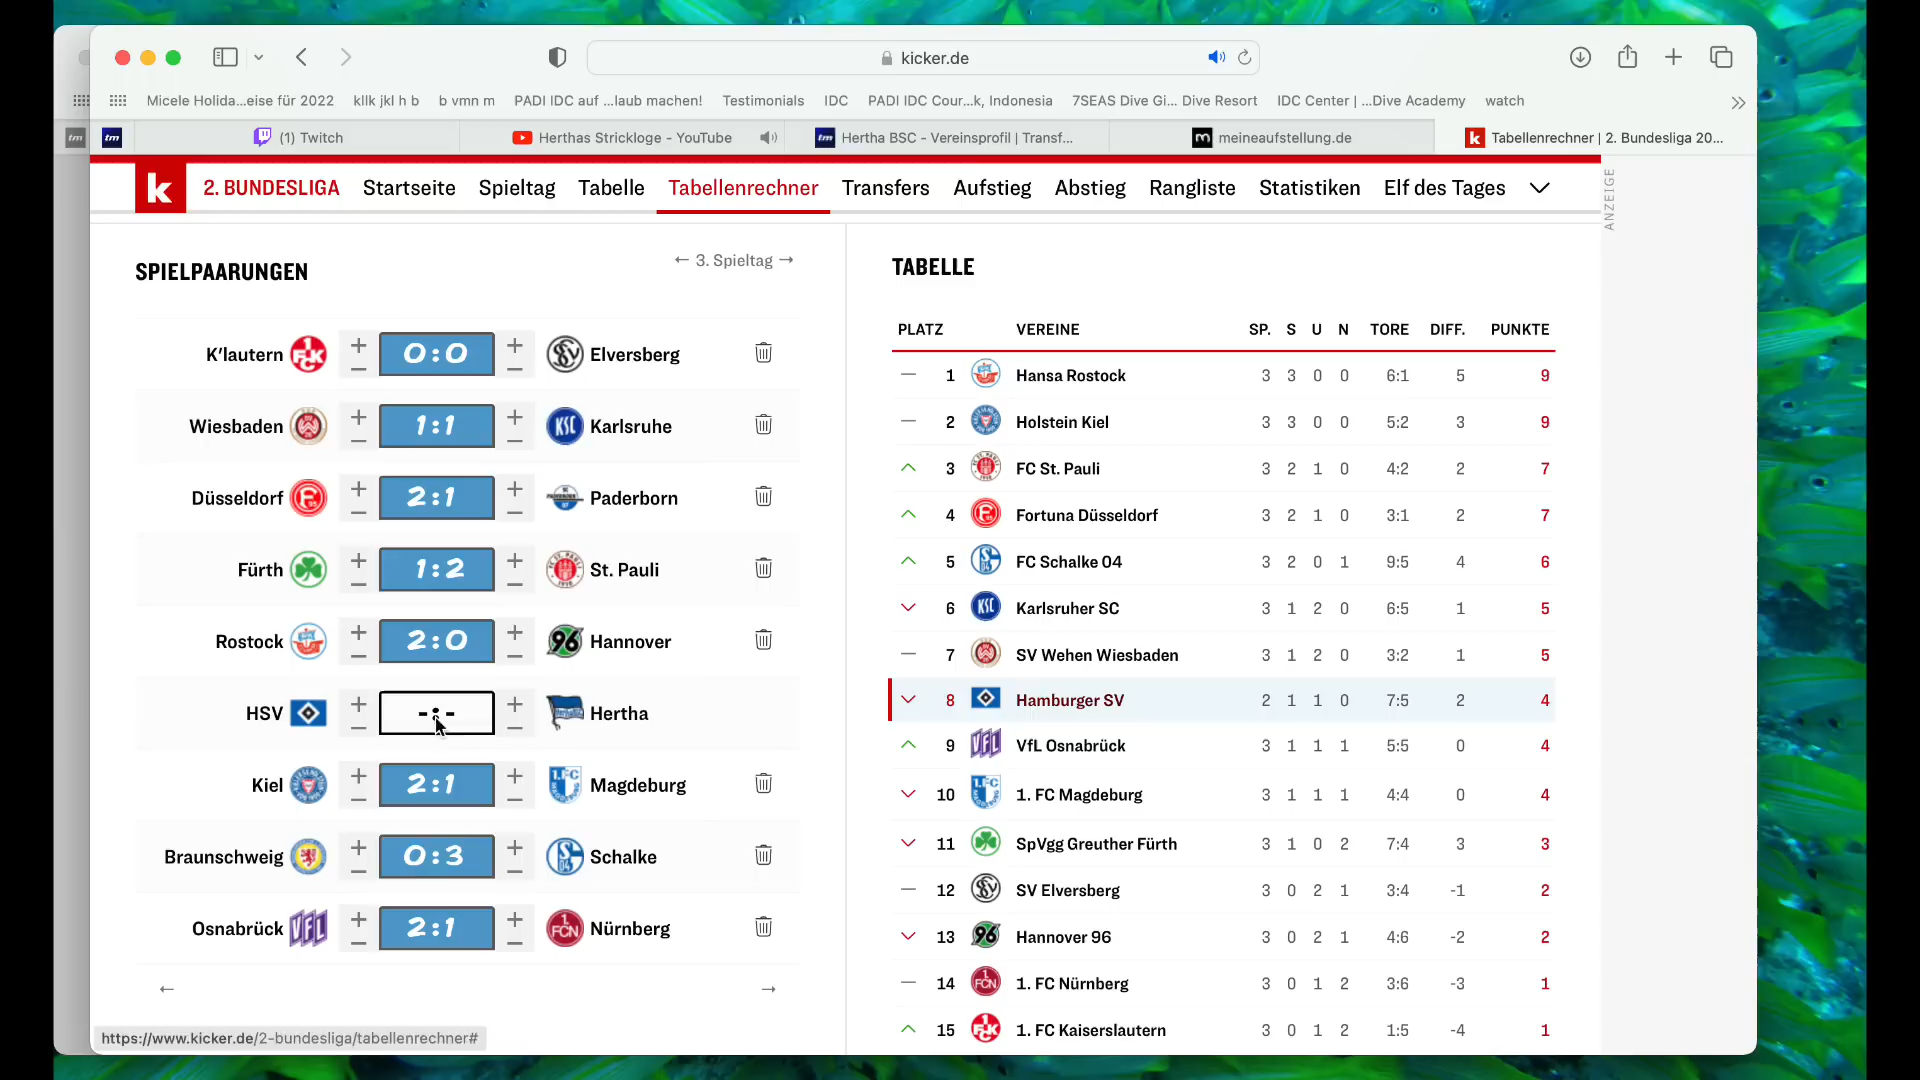 kicker.de
Micele Holida...eise für 2022
kllk jkl h b
b vmn m
PADI IDC auf ...laub machen!
Testimonials
IDC
PADI IDC Cour...k, Indonesia
7SEAS Dive Gi... Dive Resort
IDC Center | ...Dive Academy
watch
tm
tm
(1) Twitch
Herthas Strickloge - YouTube
tm Hertha BSC - Vereinsprofil | Transf...
m meineaufstellung.de
k Tabellenrechner | 2. Bundesliga 20...
k 2. BUNDESLIGA Startseite Spieltag Tabelle Tabellenrechner Transfers Aufstieg Abstieg Rangliste Statistiken Elf des Tages
ANZEIGE
SPIELPAARUNGEN
← 3. Spieltag →
K'lautern + − 0:0 + − Elversberg
Wiesbaden + − 1:1 + − Karlsruhe
Düsseldorf + − 2:1 + − Paderborn
Fürth + − 1:2 + − St. Pauli
Rostock + − 2:0 + − Hannover
HSV + − -:- + − Hertha
Kiel + − 2:1 + − Magdeburg
Braunschweig + − 0:3 + − Schalke
Osnabrück + − 2:1 + − Nürnberg
← →
https://www.kicker.de/2-bundesliga/tabellenrechner#
TABELLE
PLATZ VEREINE SP. S U N TORE DIFF. PUNKTE
— 1 Hansa Rostock 3 3 0 0 6:1 5 9
— 2 Holstein Kiel 3 3 0 0 5:2 3 9
3 FC St. Pauli 3 2 1 0 4:2 2 7
4 Fortuna Düsseldorf 3 2 1 0 3:1 2 7
5 FC Schalke 04 3 2 0 1 9:5 4 6
6 Karlsruher SC 3 1 2 0 6:5 1 5
— 7 SV Wehen Wiesbaden 3 1 2 0 3:2 1 5
8 Hamburger SV 2 1 1 0 7:5 2 4
9 VfL Osnabrück 3 1 1 1 5:5 0 4
10 1. FC Magdeburg 3 1 1 1 4:4 0 4
11 SpVgg Greuther Fürth 3 1 0 2 7:4 3 3
— 12 SV Elversberg 3 0 2 1 3:4 -1 2
13 Hannover 96 3 0 2 1 4:6 -2 2
— 14 1. FC Nürnberg 3 0 1 2 3:6 -3 1
15 1. FC Kaiserslautern 3 0 1 2 1:5 -4 1